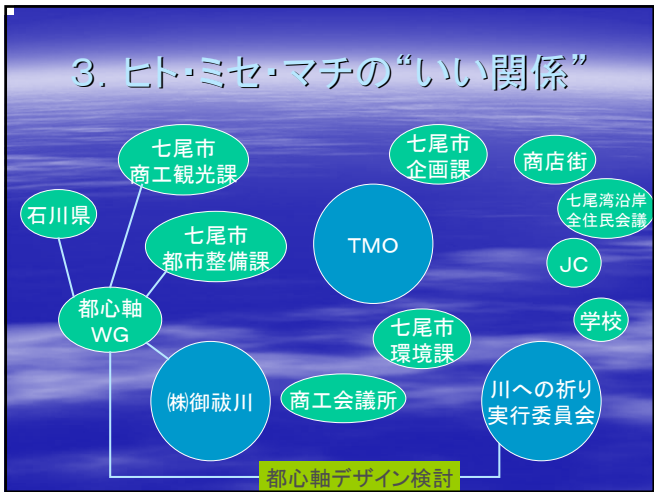 ３．ヒト・ミセ・マチの“いい関係”
七尾市
商工観光課
七尾市
企画課
商店街
石川県
七尾湾沿岸
全住民会議
七尾市
都市整備課
TMO
JC
都心軸
WG
七尾市
環境課
学校
㈱御祓川
商工会議所
川への祈り
実行委員会
都心軸デザイン検討